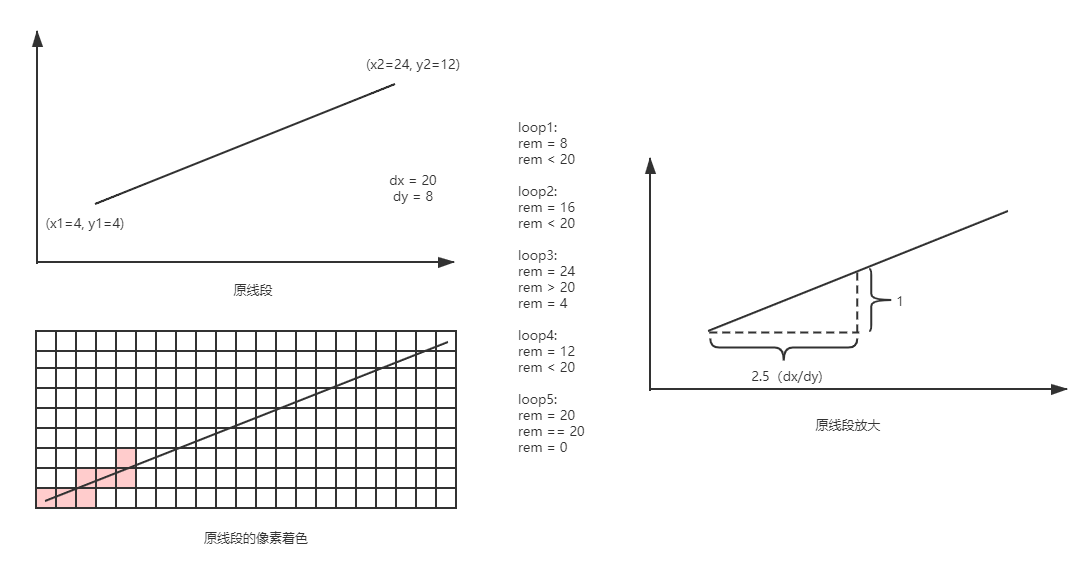 (x2=24, y2=12)
dx = 20
dy = 8
(x1=4, y1=4)
原线段
原线段的像素着色
loop1:
rem = 8
rem < 20
loop2:
rem = 16
rem < 20
loop3:
rem = 24
rem > 20
rem = 4
loop4:
rem = 12
rem < 20
loop5:
rem = 20
rem == 20
rem = 0
1
2.5（dx/dy)
原线段放大